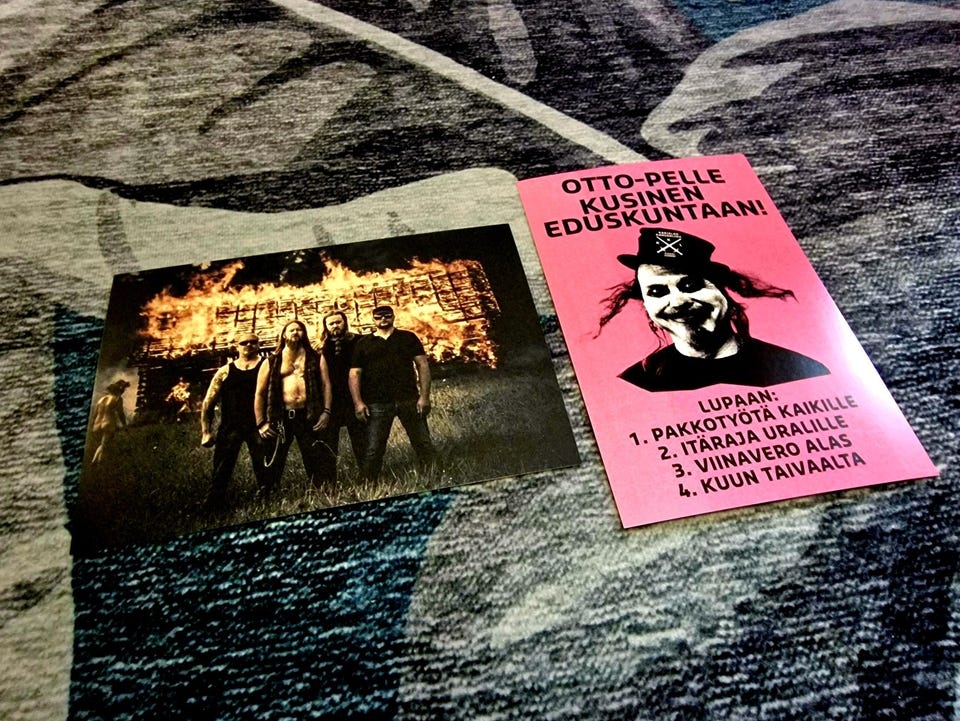 OTTO-PELLE
KUSINEN
EDUSKUNTAAN!
LUPAAN:
1. PAKKOTYÖTÄ KAIKILLE
2. ITÄRAJA URALILLE
3. VIINAVERO ALAS
4. KUUN TAIVAALTA